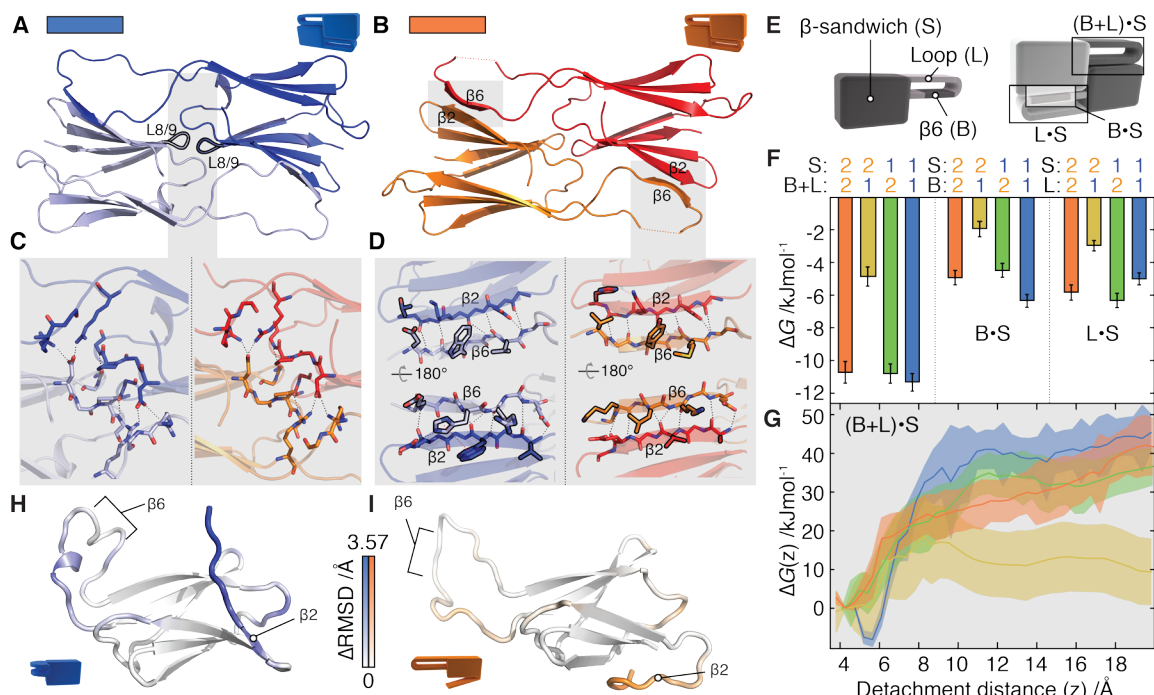 A
B
E
β-sandwich (S)
(B+L)•S
Loop (L)
β6 (B)
B•S
L•S
L8/9
L8/9
β6
β2
β2
β6
C
D
β2
β6
180°
β6
β2
β2
β6
180°
β6
β2
F
S: 2 2 1 1 S: 2 2 1 1 S: 2 2 1 1
B+L: 2 1 2 1 B: 2 1 2 1 L: 2 1 2 1
ΔG /kJmol⁻¹
-2
-4
-6
-8
-10
-12
B•S
L•S
G
(B+L)•S
ΔG(z) /kJmol⁻¹
50
40
30
20
10
0
4 6 8 10 12 14 16 18
Detachment distance (z) /Å
H
β6
β2
3.57
ΔRMSD /Å
0
I
β6
β2